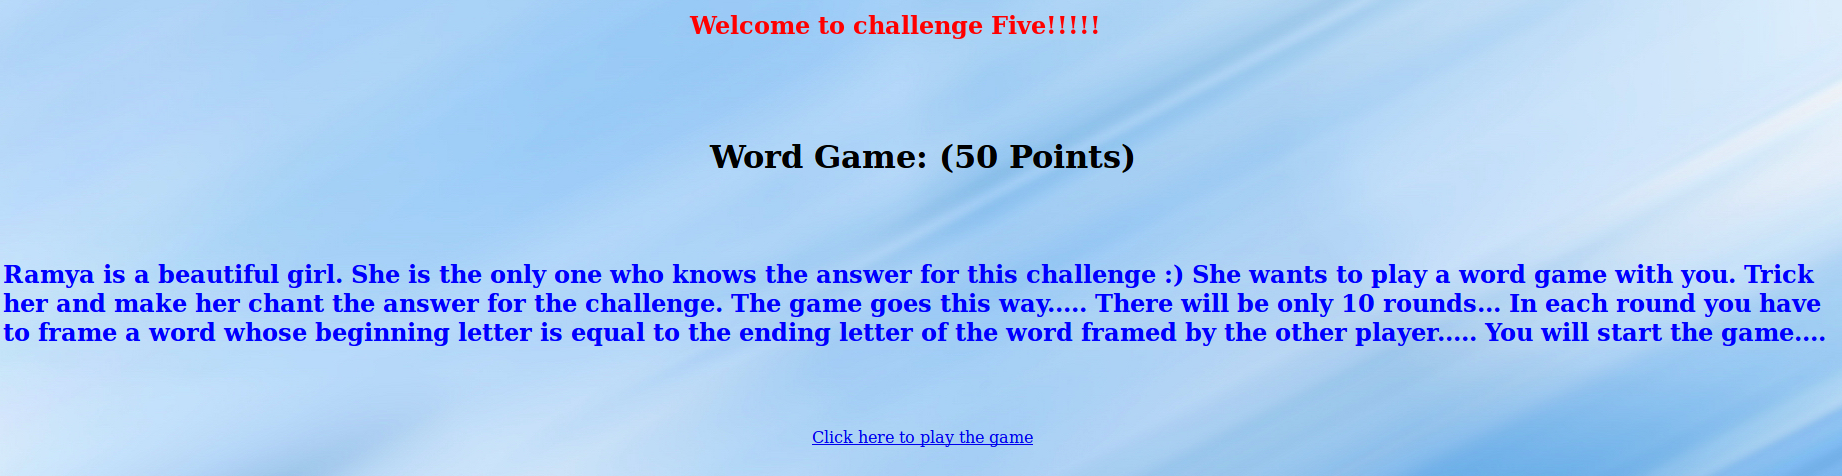 Welcome to challenge Five!!!!!
Word Game: (50 Points)
Ramya is a beautiful girl. She is the only one who knows the answer for this challenge :) She wants to play a word game with you. Trick
her and make her chant the answer for the challenge. The game goes this way..... There will be only 10 rounds... In each round you have
to frame a word whose beginning letter is equal to the ending letter of the word framed by the other player..... You will start the game....
Click here to play the game